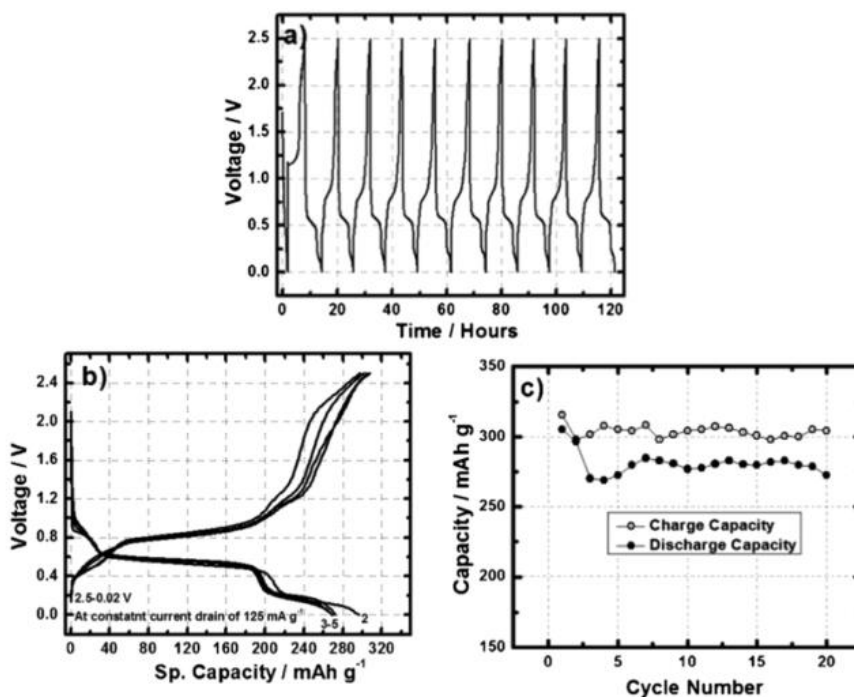 a)
2.5
2.0
1.5
1.0
0.5
0.0
Voltage / V
0 20 40 60 80 100 120
Time / Hours
b)
2.4
2.0
1.6
1.2
0.8
0.4
0.0
Voltage / V
2.5-0.02 V
At constatnt current drain of 125 mA g-1
3-5
2
0 40 80 120 160 200 240 280 320
Sp. Capacity / mAh g-1
c)
350
300
250
200
150
Capacity / mAh g-1
Charge Capacity
Discharge Capacity
0 5 10 15 20
Cycle Number